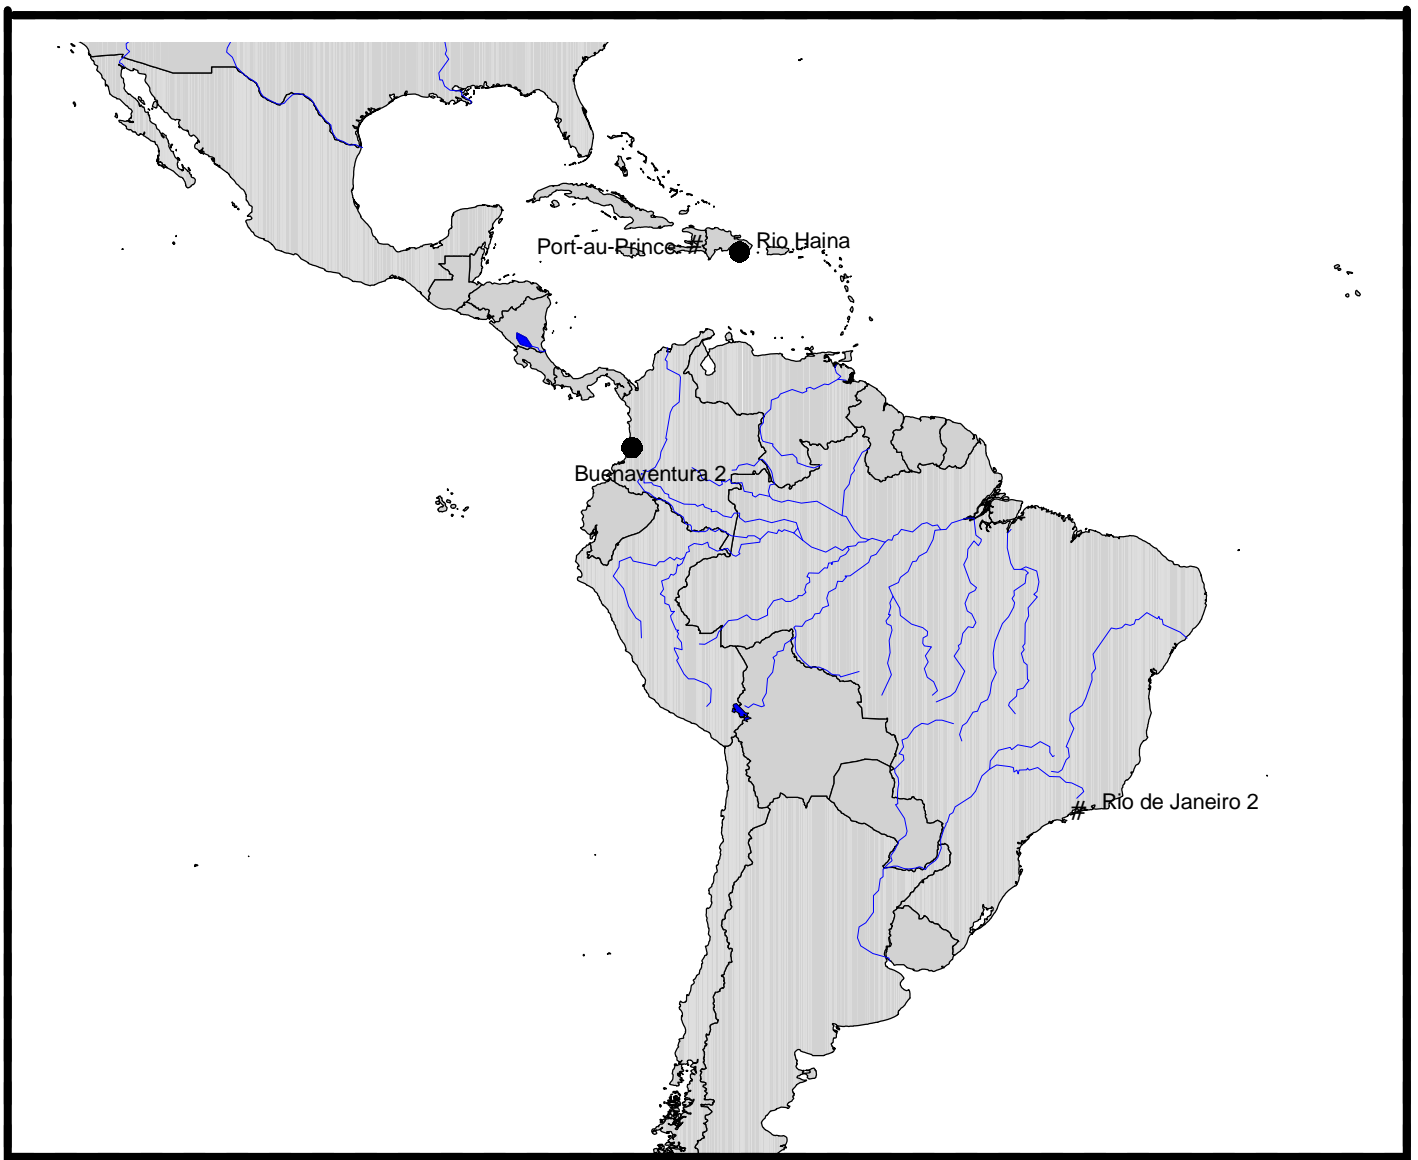 Port-au-Prince #
Rio Haina
Buenaventura 2
Rio de Janeiro 2
#